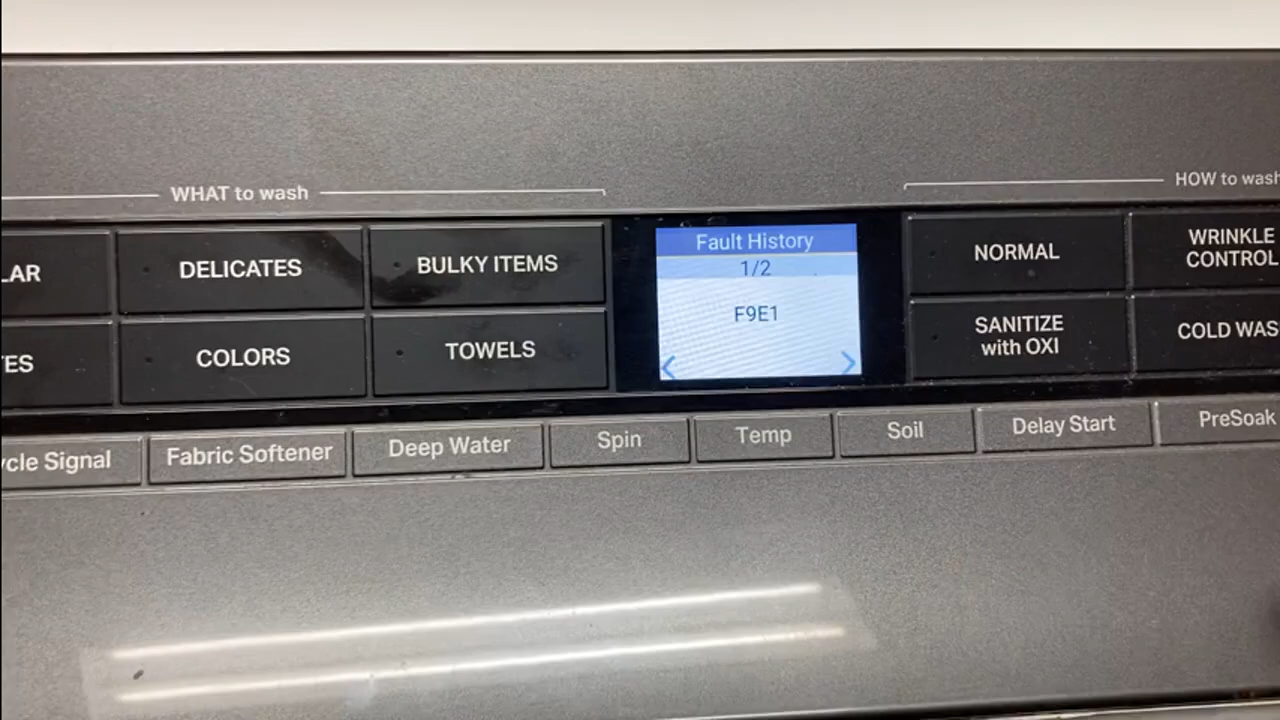 WHAT to wash
HOW to wash
LAR
DELICATES
BULKY ITEMS
TES
COLORS
TOWELS
Fault History
1/2
F9E1
NORMAL
WRINKLE
CONTROL
SANITIZE
with OXI
COLD WAS
ycle Signal
Fabric Softener
Deep Water
Spin
Temp
Soil
Delay Start
PreSoak